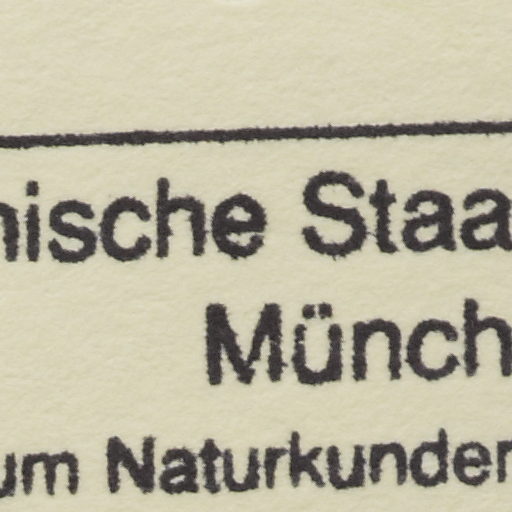 nische Staa
Münch
um Naturkunder